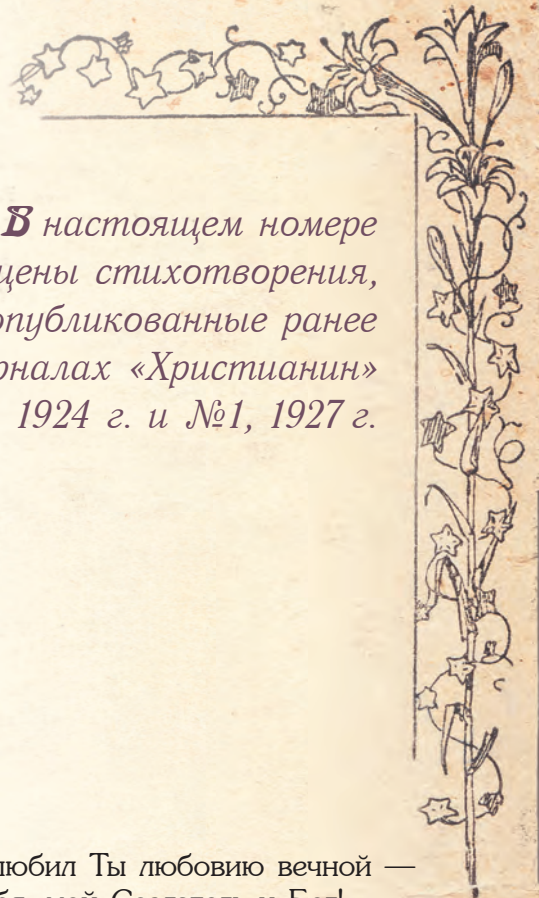 В настоящем номере
щены стихотворения,
опубликованные ранее
рналах «Христианин»
1924 г. и №1, 1927 г.
любил Ты любовию вечной —